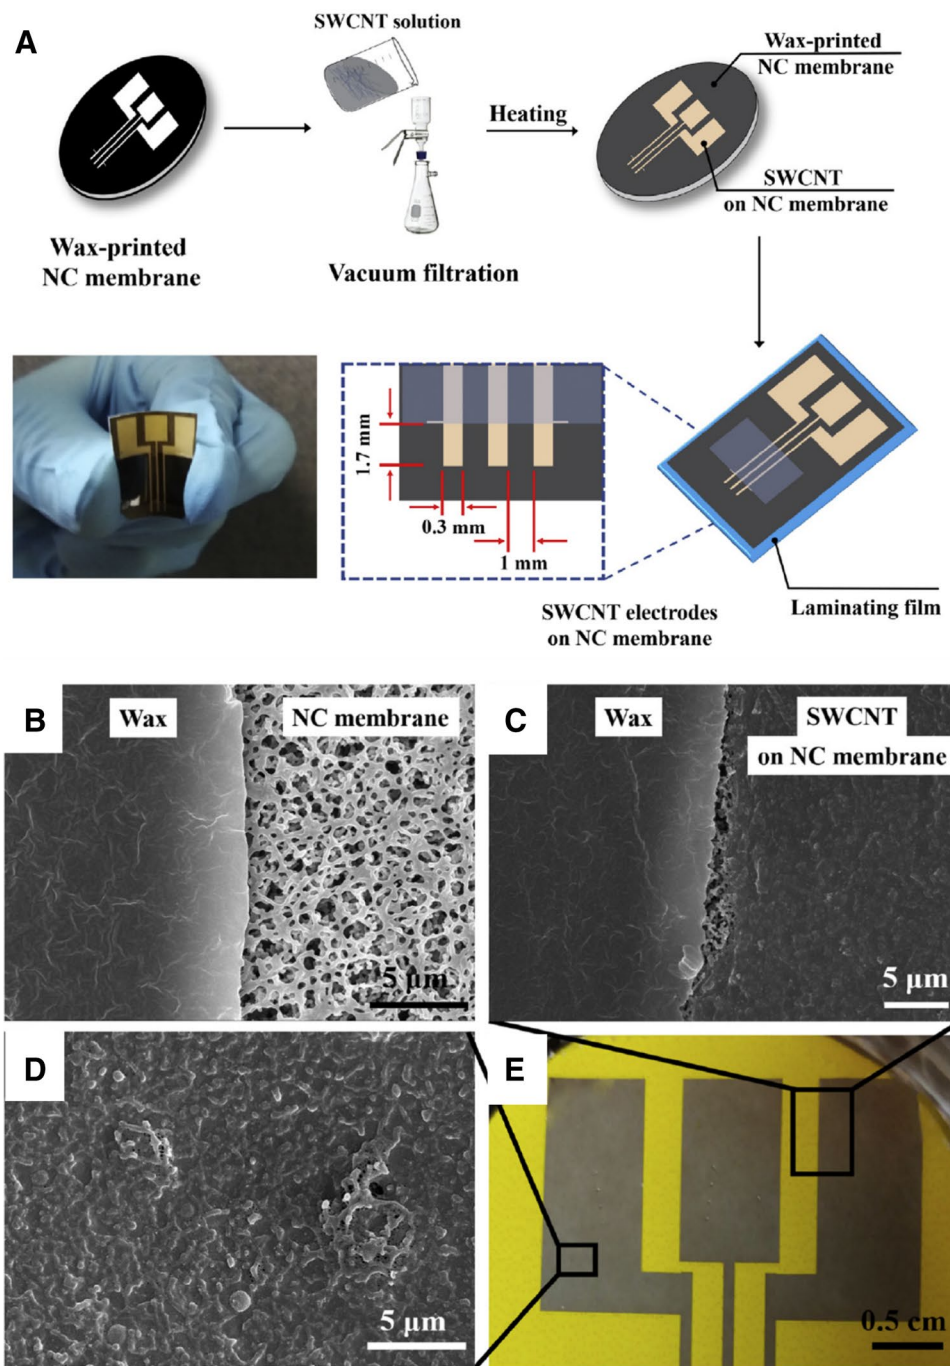 A
SWCNT solution
Wax-printed
NC membrane
Heating
SWCNT
on NC membrane
Wax-printed
NC membrane
Vacuum filtration
1.7 mm
0.3 mm
1 mm
SWCNT electrodes
on NC membrane
Laminating film
B
Wax
NC membrane
5 μm
C
Wax
SWCNT
on NC membrane
5 μm
D
5 μm
E
0.5 cm